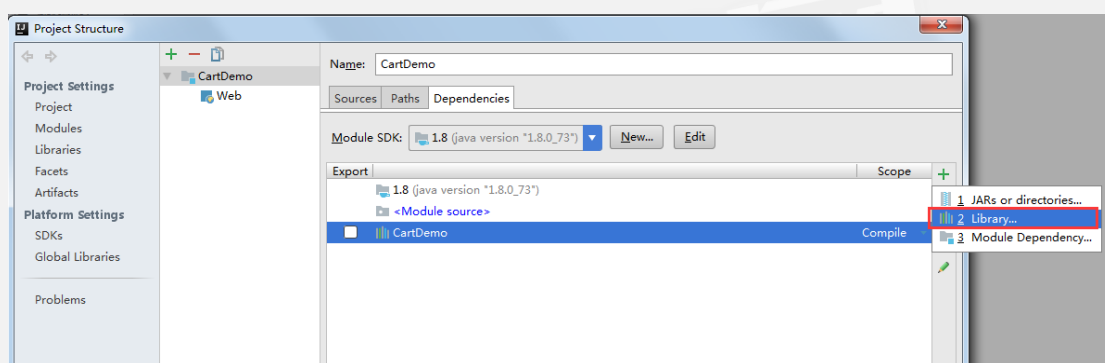 Project Structure
Project Settings
Project
Modules
Libraries
Facets
Artifacts
Platform Settings
SDKs
Global Libraries
Problems
CartDemo
Web
Name: CartDemo
Sources Paths Dependencies
Module SDK: 1.8 (java version "1.8.0_73") New... Edit
Export Scope
1.8 (java version "1.8.0_73")
<Module source>
CartDemo Compile
1 JARs or directories...
2 Library...
3 Module Dependency...